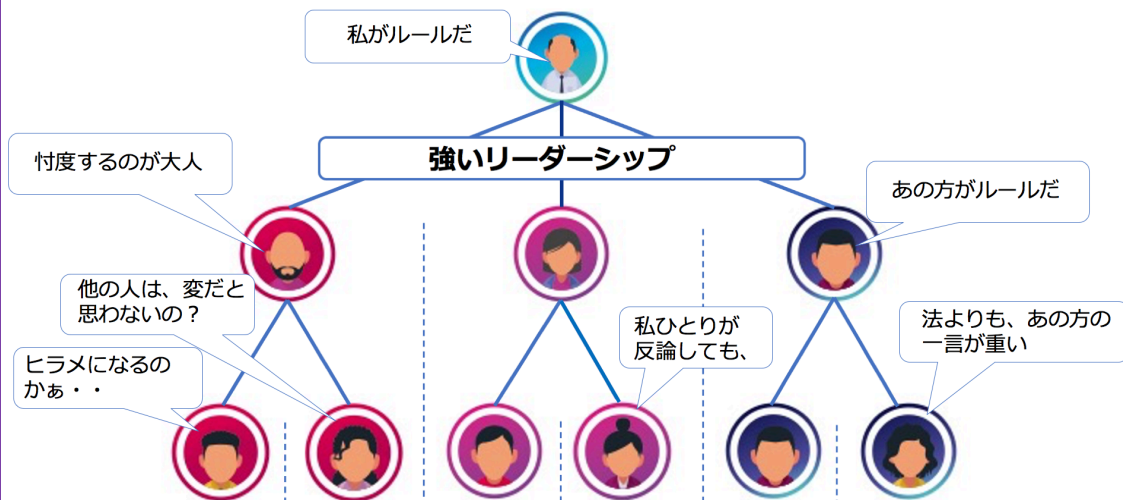 私がルールだ
強いリーダーシップ
忖度するのが大人
あの方がルールだ
他の人は、変だと
思わないの？
ヒラメになるの
かぁ・・
私ひとりが
反論しても、
法よりも、あの方の
一言が重い